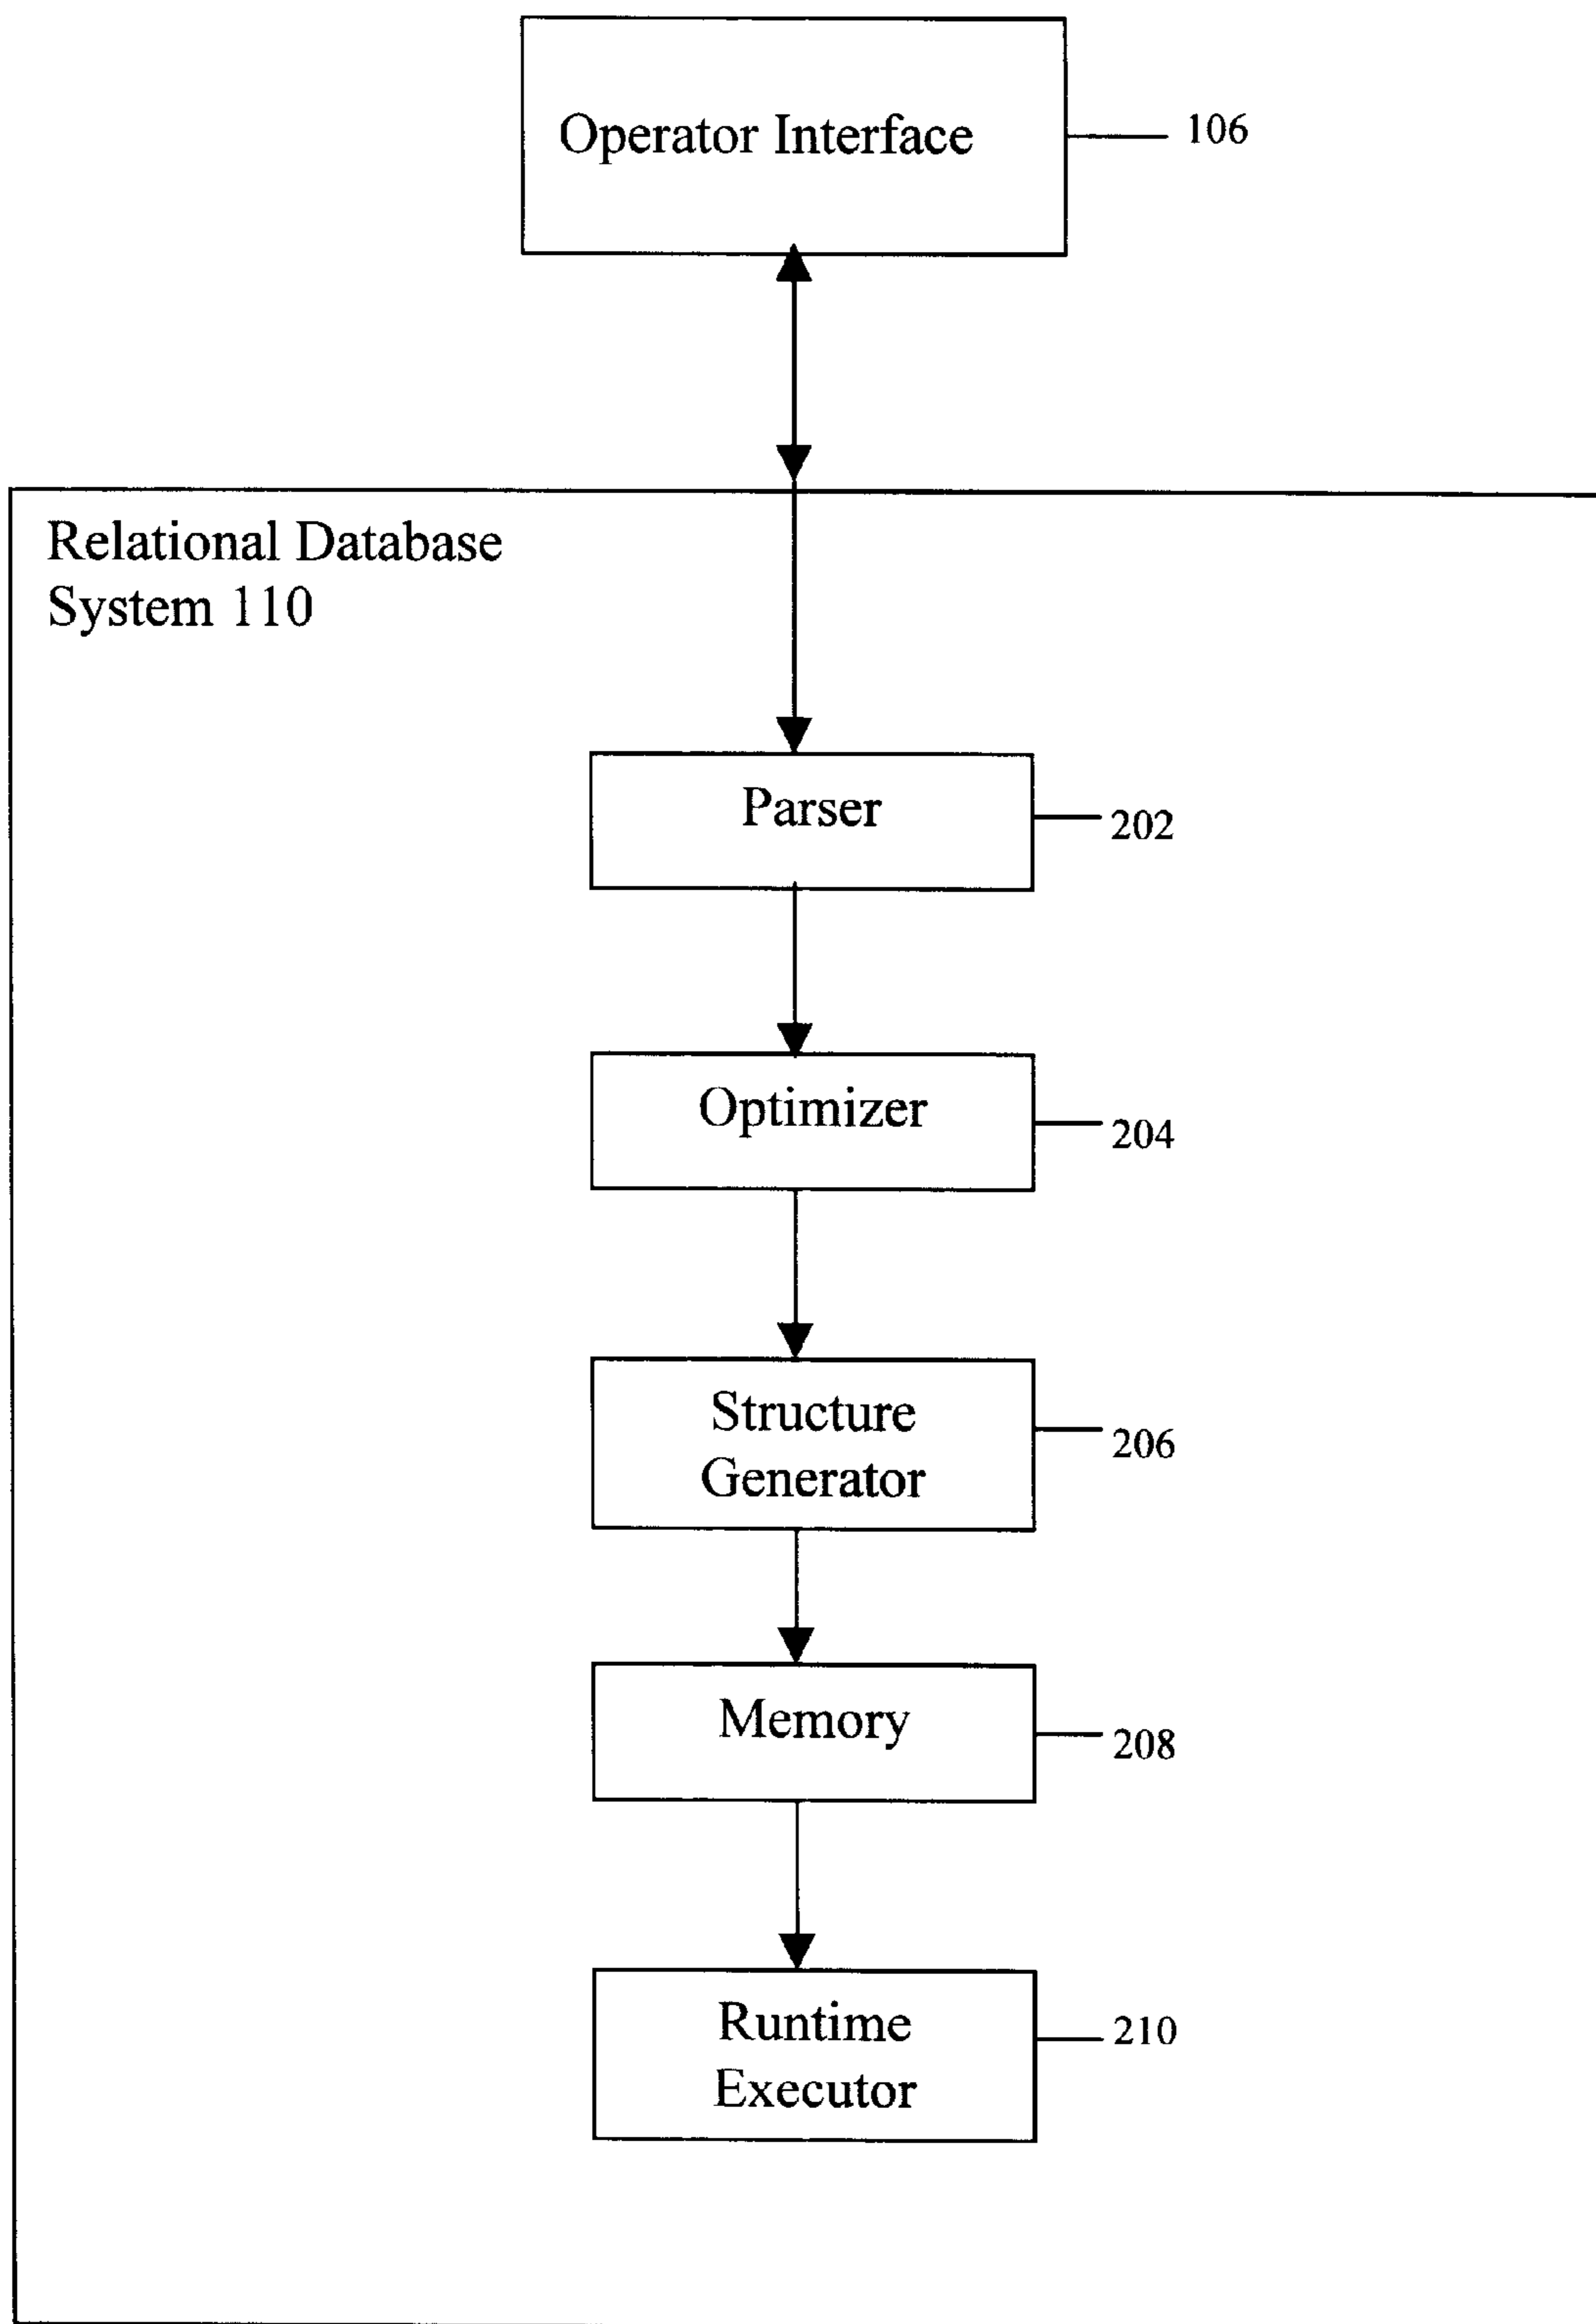 Operator Interface
106
Relational Database
System 110
Parser
202
Optimizer
204
Structure
Generator
206
Memory
208
Runtime
Executor
210